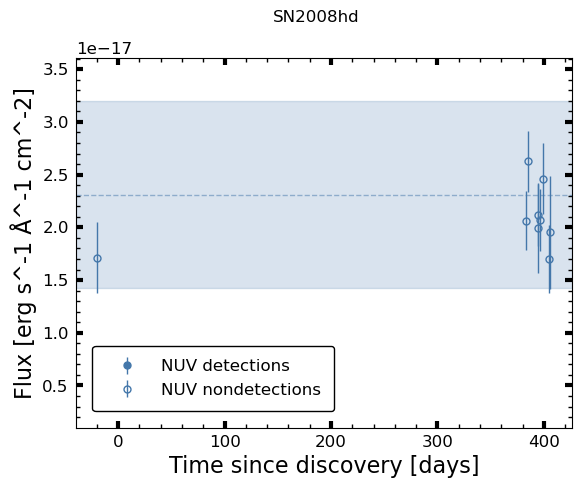 SN2008hd
1e−17
3.5
3.0
2.5
2.0
1.5
1.0
0.5
Flux [erg s^-1 Å^-1 cm^-2]
NUV detections
NUV nondetections
0 100 200 300 400
Time since discovery [days]